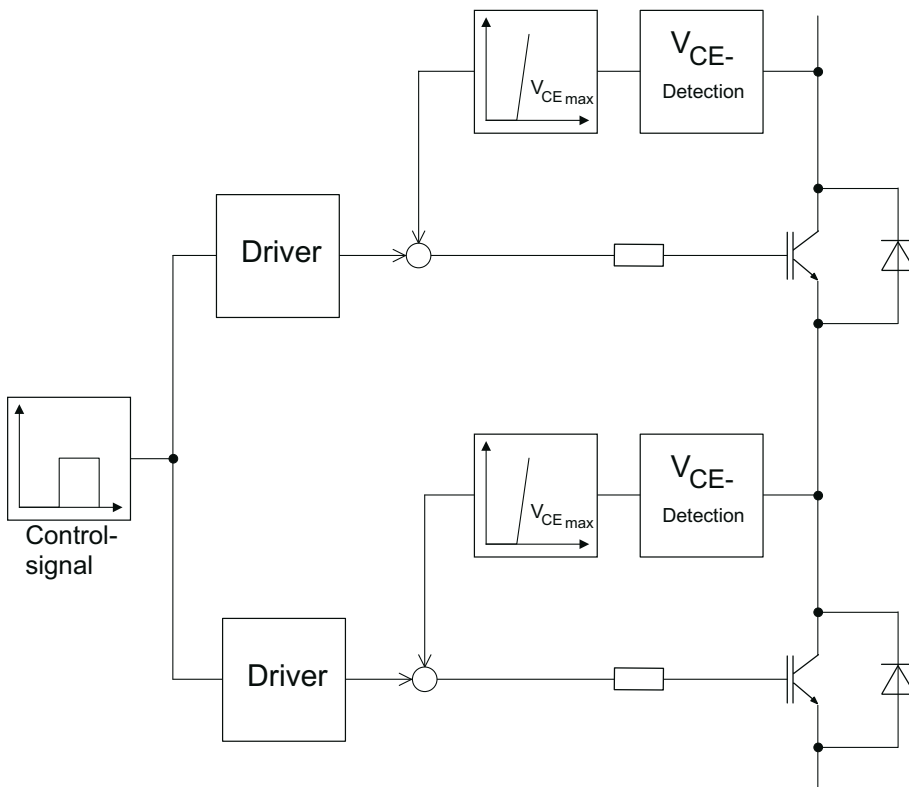 V_CE-
Detection
V_CE max
Driver
Control-
signal
V_CE-
Detection
V_CE max
Driver